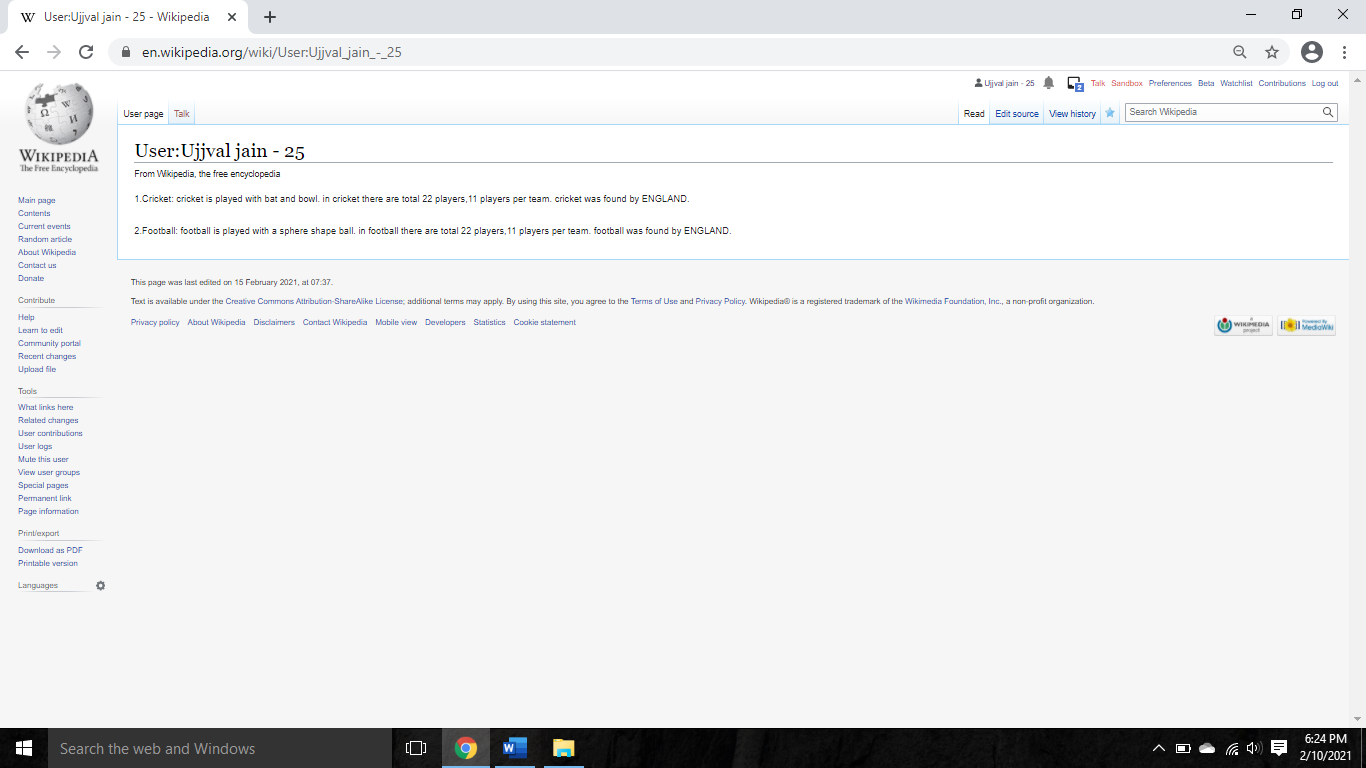 User:Ujjval jain - 25 - Wikipedia
en.wikipedia.org/wiki/User:Ujjval_jain_-_25
Ujjval jain - 25 2 Talk Sandbox Preferences Beta Watchlist Contributions Log out
User page Talk Read Edit source View history Search Wikipedia
WIKIPEDIA
The Free Encyclopedia
User:Ujjval jain - 25
From Wikipedia, the free encyclopedia
1.Cricket: cricket is played with bat and bowl. in cricket there are total 22 players,11 players per team. cricket was found by ENGLAND.
2.Football: football is played with a sphere shape ball. in football there are total 22 players,11 players per team. football was found by ENGLAND.
This page was last edited on 15 February 2021, at 07:37.
Text is available under the Creative Commons Attribution-ShareAlike License; additional terms may apply. By using this site, you agree to the Terms of Use and Privacy Policy. Wikipedia® is a registered trademark of the Wikimedia Foundation, Inc., a non-profit organization.
Privacy policy About Wikipedia Disclaimers Contact Wikipedia Mobile view Developers Statistics Cookie statement
A WIKIMEDIA project
Powered By MediaWiki
Main page
Contents
Current events
Random article
About Wikipedia
Contact us
Donate
Contribute
Help
Learn to edit
Community portal
Recent changes
Upload file
Tools
What links here
Related changes
User contributions
User logs
Mute this user
View user groups
Special pages
Permanent link
Page information
Print/export
Download as PDF
Printable version
Languages
Search the web and Windows
6:24 PM
2/10/2021